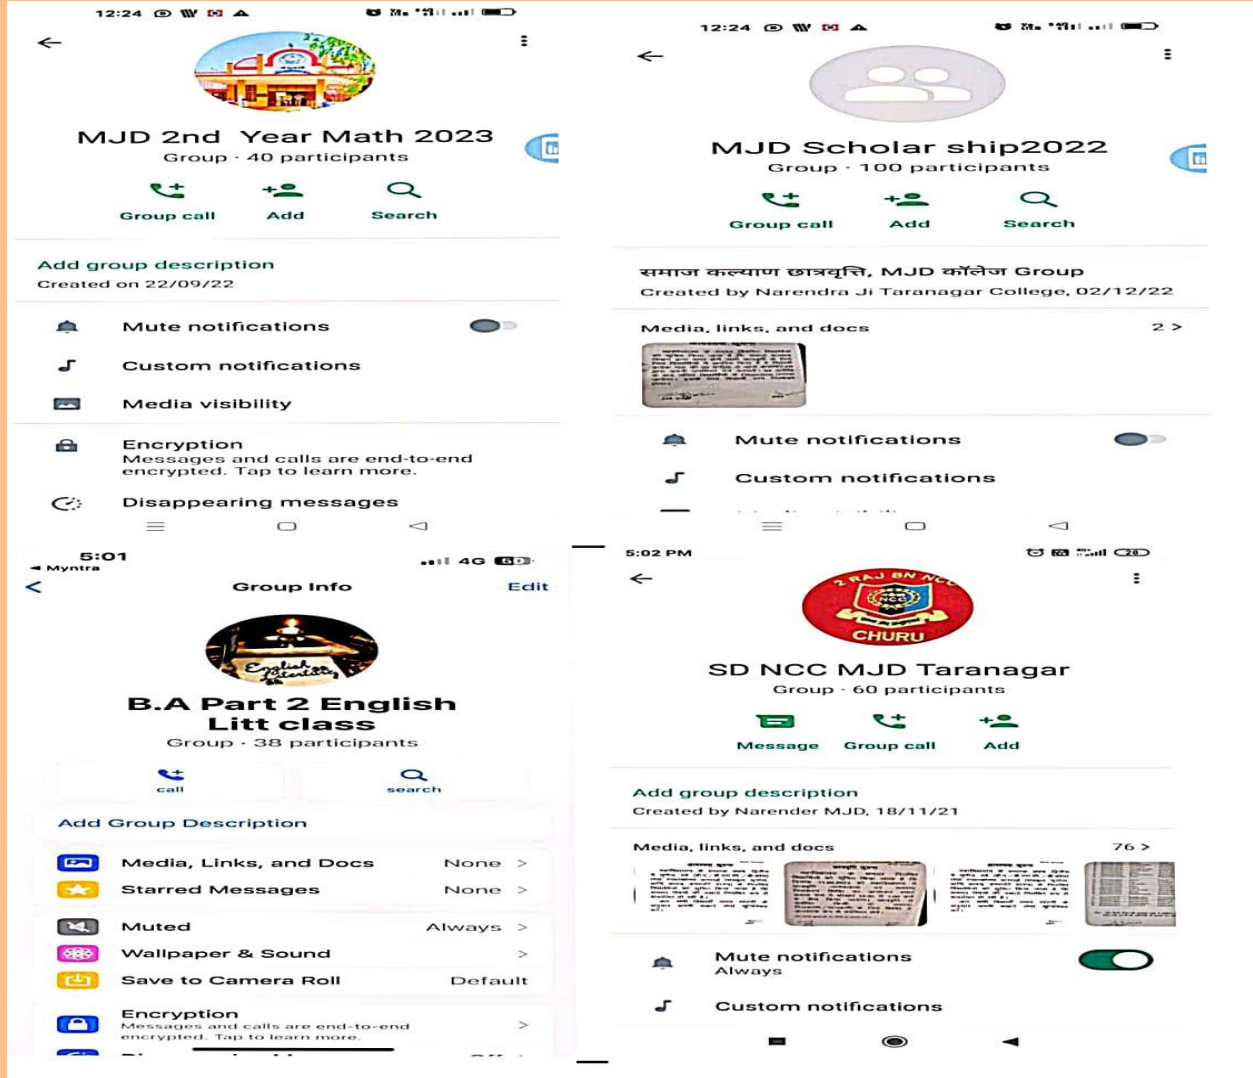 12:24
MJD 2nd Year Math 2023
Group · 40 participants
Group call Add Search
Add group description
Created on 22/09/22
Mute notifications
Custom notifications
Media visibility
Encryption
Messages and calls are end-to-end
encrypted. Tap to learn more.
Disappearing messages
12:24
MJD Scholar ship2022
Group · 100 participants
Group call Add Search
समाज कल्याण छात्रवृत्ति, MJD कॉलेज Group
Created by Narendra Ji Taranagar College, 02/12/22
Media, links, and docs 2 >
Mute notifications
Custom notifications
5:01
Myntra
4G
< Group Info Edit
English
B.A Part 2 English
Litt class
Group · 38 participants
call search
Add Group Description
Media, Links, and Docs None >
Starred Messages None >
Muted Always >
Wallpaper & Sound >
Save to Camera Roll Default
Encryption >
Messages and calls are end-to-end
encrypted. Tap to learn more.
5:02 PM 28
2 RAJ BN NCC
NCC
CHURU
SD NCC MJD Taranagar
Group · 60 participants
Message Group call Add
Add group description
Created by Narender MJD, 18/11/21
Media, links, and docs 76 >
Mute notifications
Always
Custom notifications